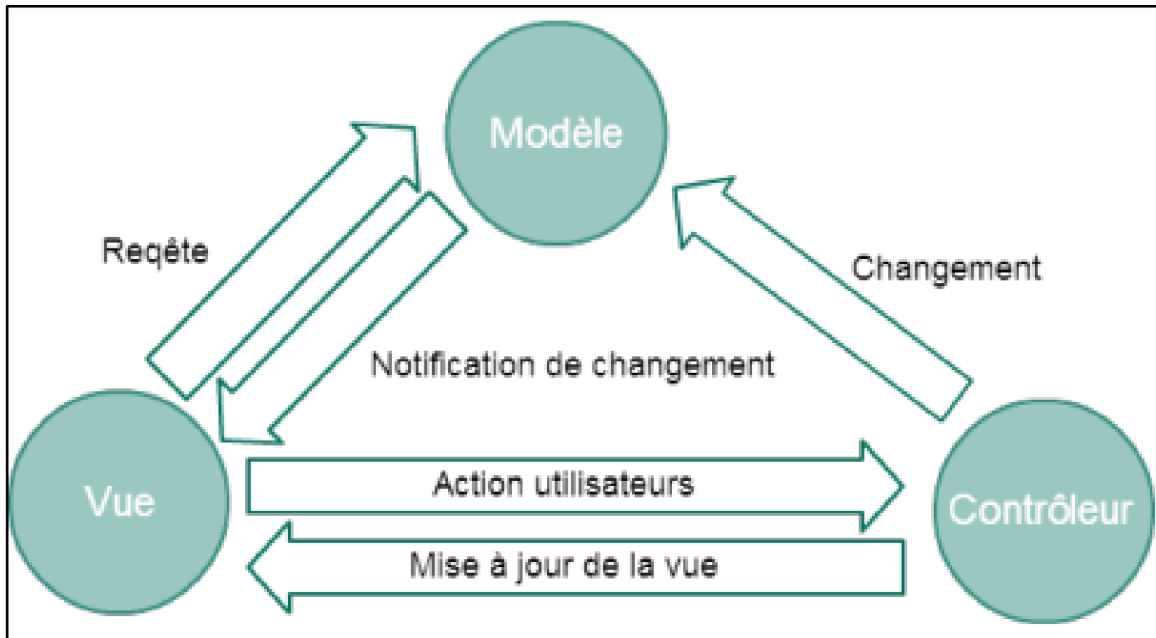 Modèle
Reqête
Changement
Notification de changement
Vue
Action utilisateurs
Contrôleur
Mise à jour de la vue